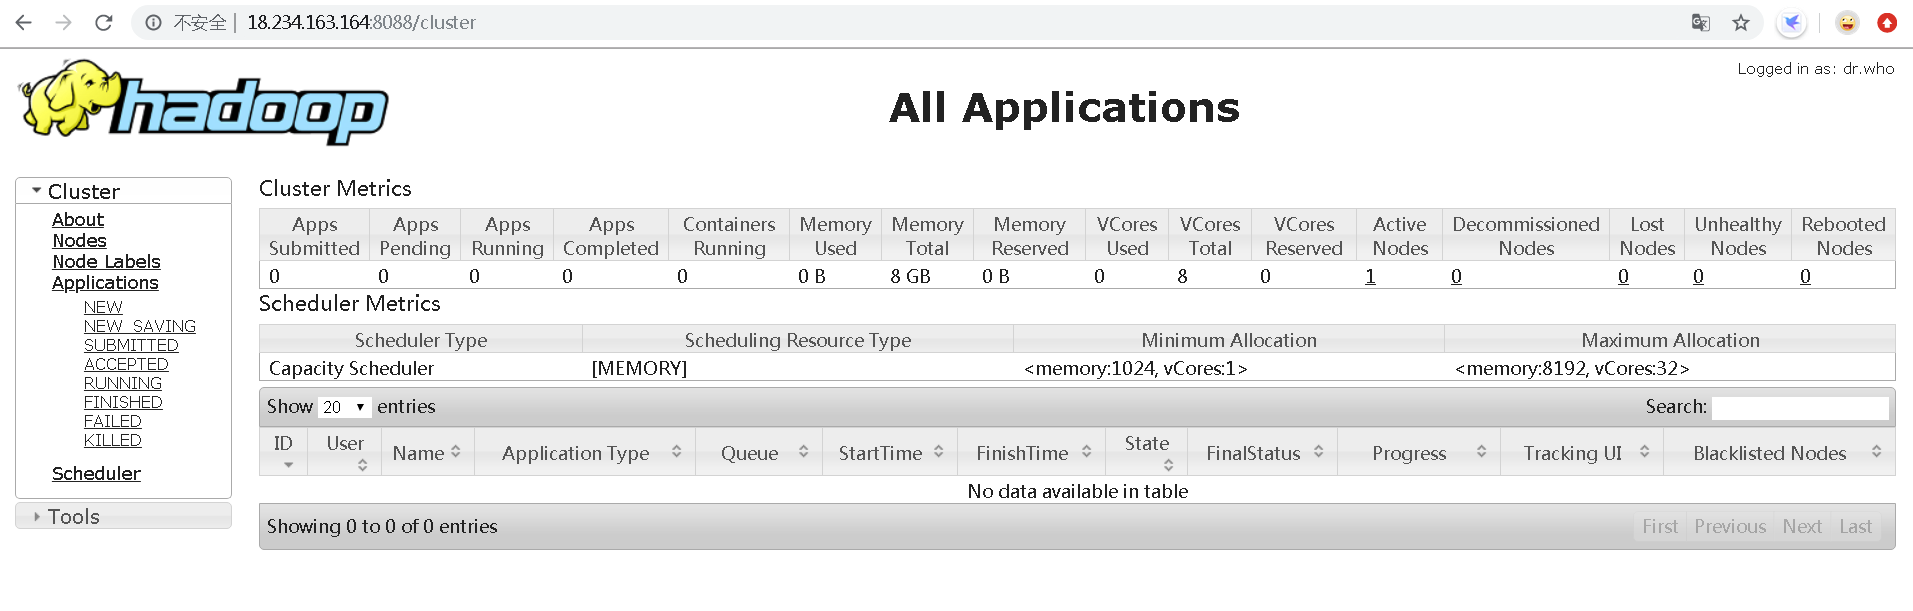 不安全 | 18.234.163.164:8088/cluster
Logged in as: dr.who
hadoop
All Applications
Cluster
About
Nodes
Node Labels
Applications
NEW
NEW_SAVING
SUBMITTED
ACCEPTED
RUNNING
FINISHED
FAILED
KILLED
Scheduler
Tools
Cluster Metrics
Apps Submitted Apps Pending Apps Running Apps Completed Containers Running Memory Used Memory Total Memory Reserved VCores Used VCores Total VCores Reserved Active Nodes Decommissioned Nodes Lost Nodes Unhealthy Nodes Rebooted Nodes
0 0 0 0 0 0 B 8 GB 0 B 0 8 0 1 0 0 0 0
Scheduler Metrics
Scheduler Type Scheduling Resource Type Minimum Allocation Maximum Allocation
Capacity Scheduler [MEMORY] <memory:1024, vCores:1> <memory:8192, vCores:32>
Show 20 entries Search:
ID User Name Application Type Queue StartTime FinishTime State FinalStatus Progress Tracking UI Blacklisted Nodes
No data available in table
Showing 0 to 0 of 0 entries First Previous Next Last